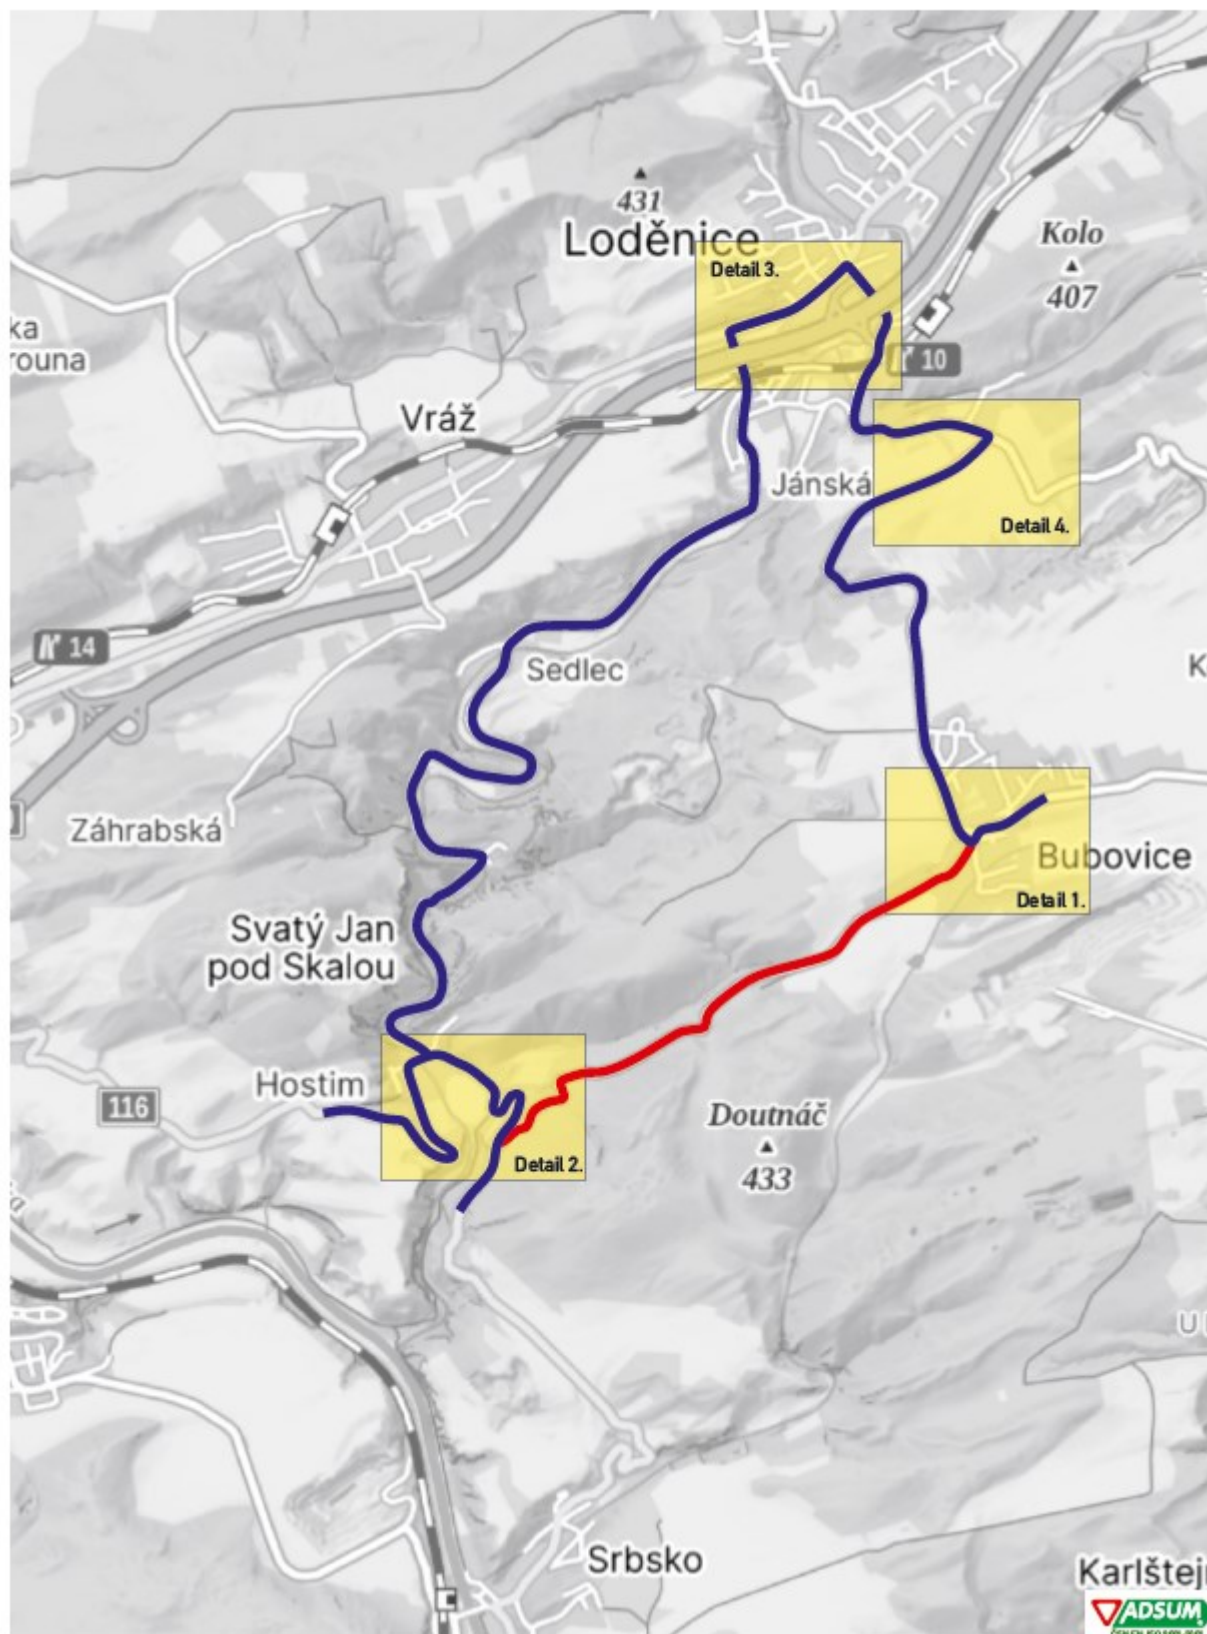 431
Loděnice
Kolo
407
Detail 3.
ka
rouna
10
Vráž
Jánská
Detail 4.
14
Sedlec
K
Záhrabská
Bubovice
Detail 1.
Svatý Jan
pod Skalou
Hostim
116
Doutnáč
433
Detail 2.
U
Srbsko
Karlštej
ADSUM